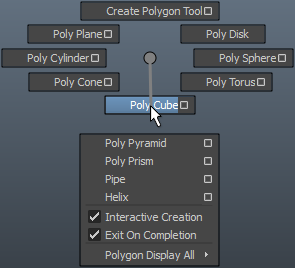 Create Polygon Tool
Poly Plane
Poly Disk
Poly Cylinder
Poly Sphere
Poly Cone
Poly Torus
Poly Cube
Poly Pyramid
Poly Prism
Pipe
Helix
Interactive Creation
Exit On Completion
Polygon Display All